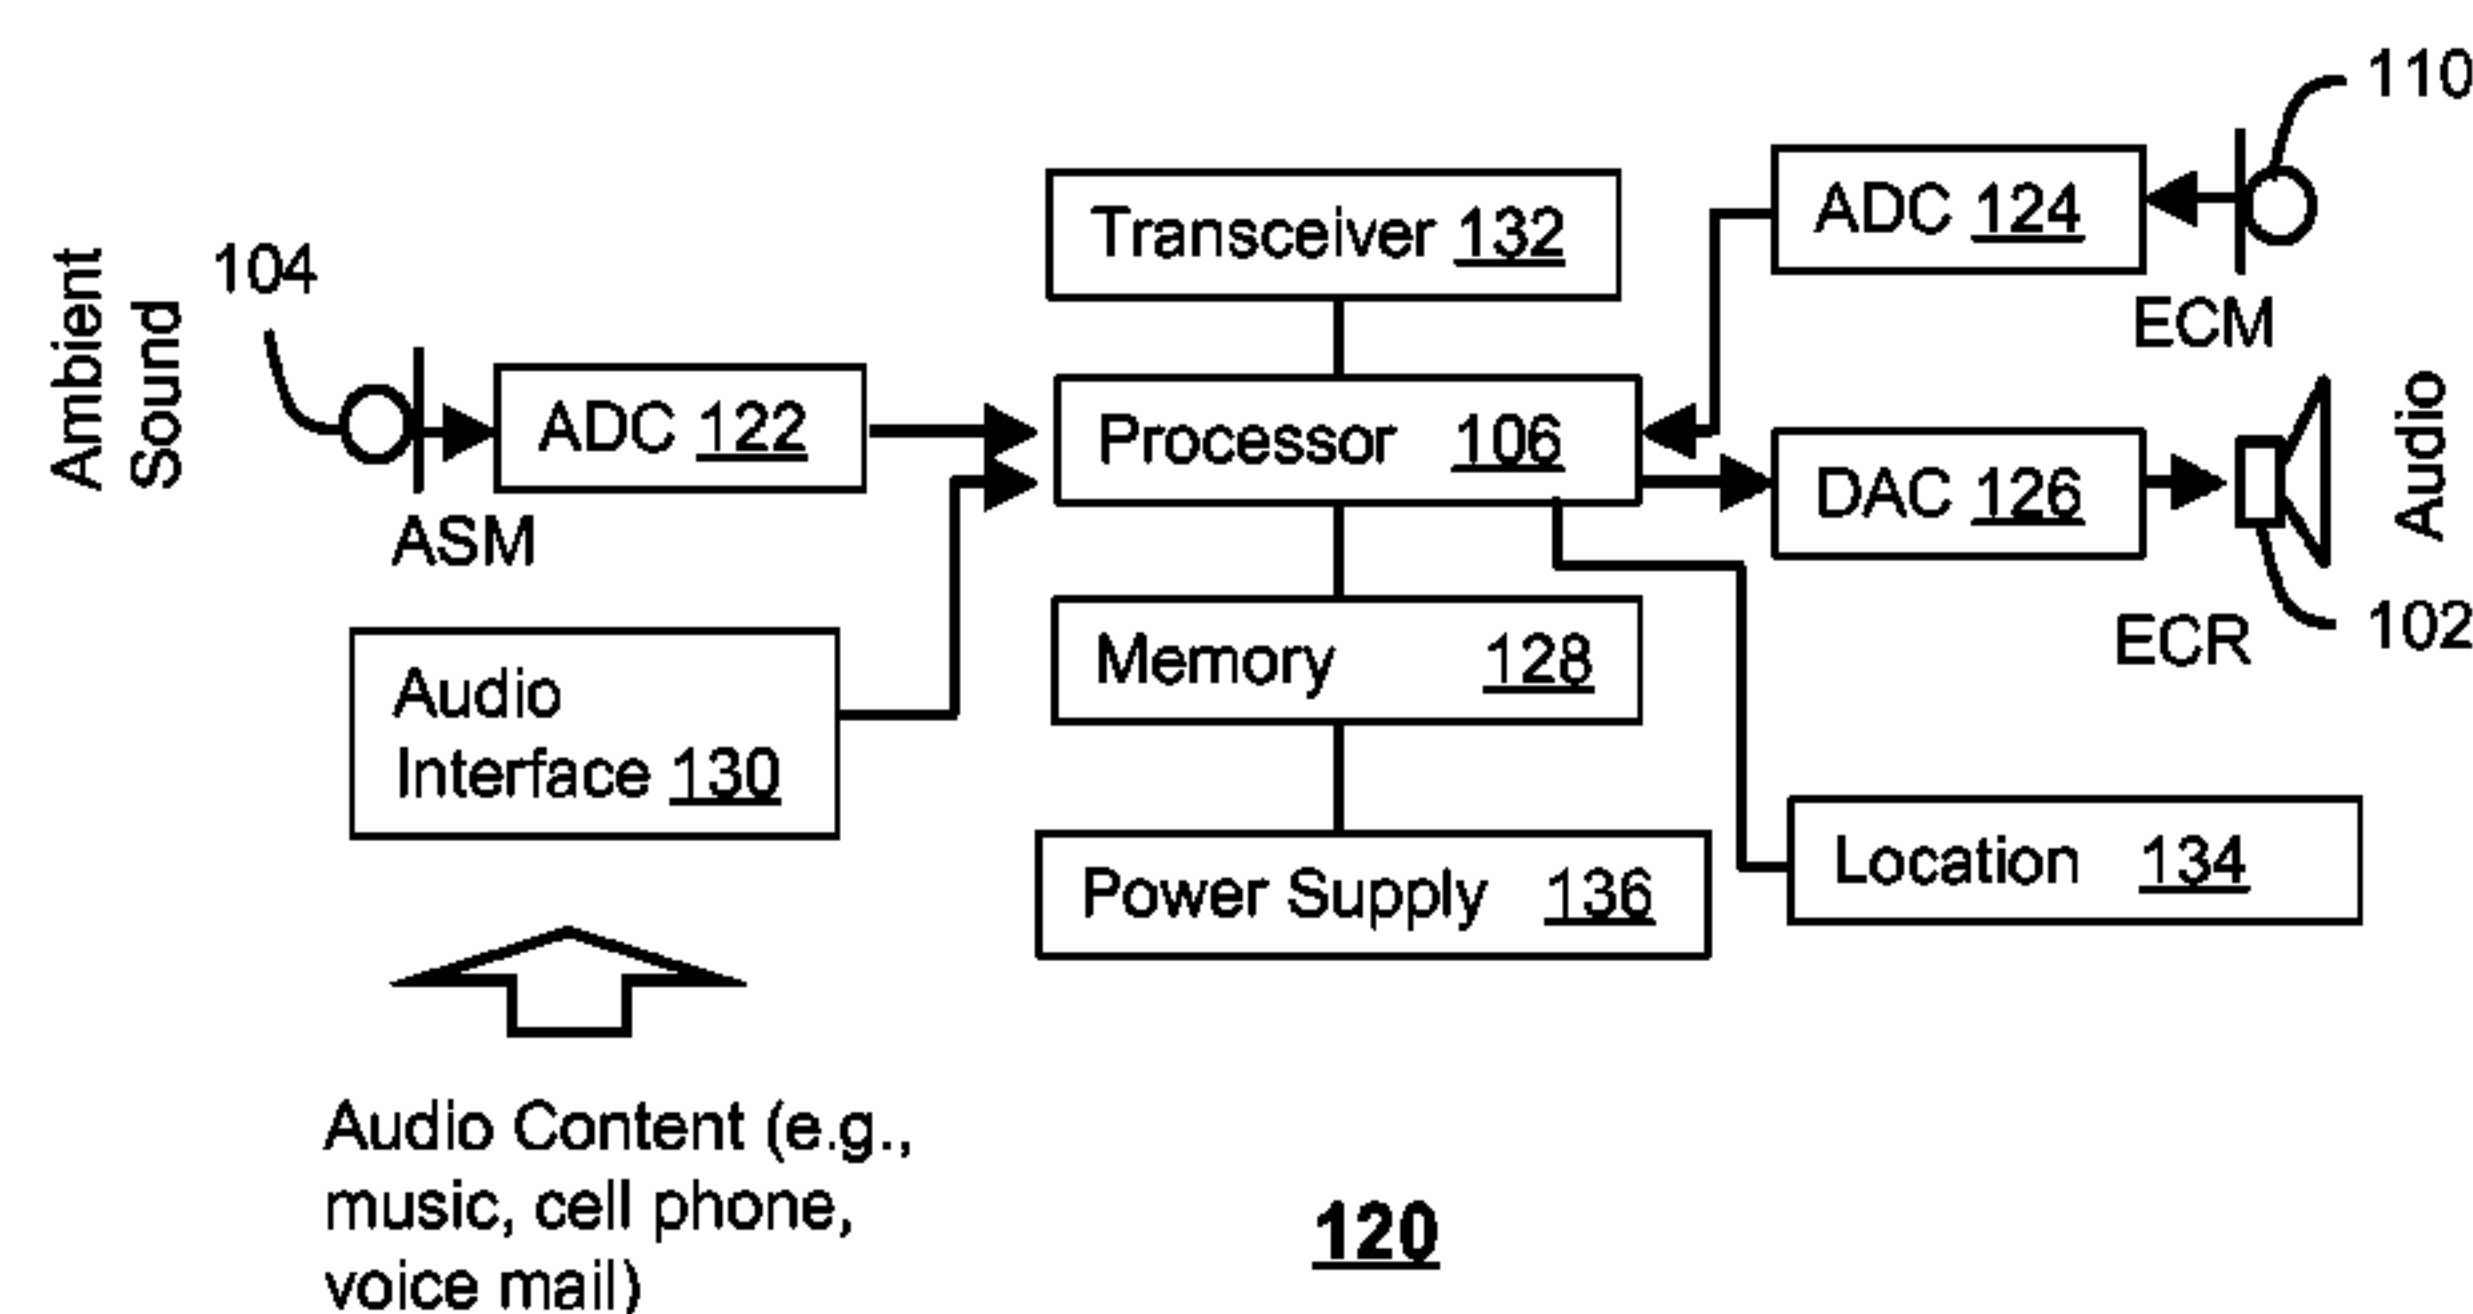 110
Transceiver 132
ADC 124
104
Ambient
Sound
ECM
ADC 122
Processor 106
DAC 126
Audio
ASM
ECR
102
Memory 128
Audio
Interface 130
Location 134
Power Supply 136
Audio Content (e.g.,
music, cell phone,
voice mail)
120